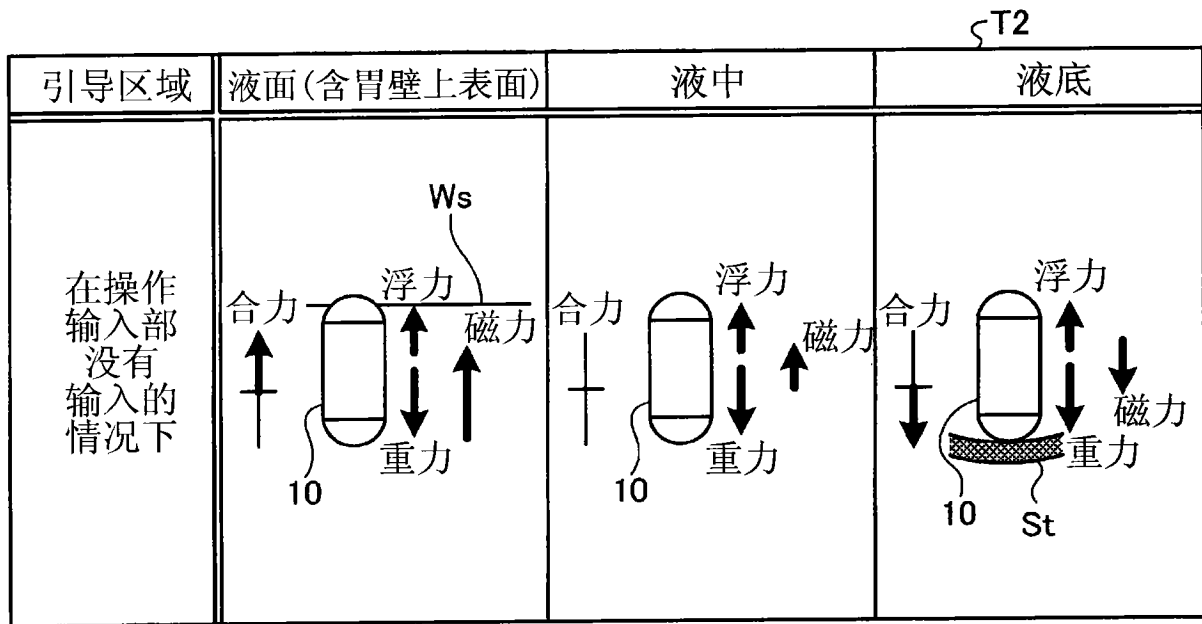 T2
引导区域
液面(含胃壁上表面)
液中
液底
在操作
输入部
没有
输入的
情况下
Ws
合力
浮力
磁力
重力
10
合力
浮力
磁力
重力
10
合力
浮力
磁力
重力
10
St